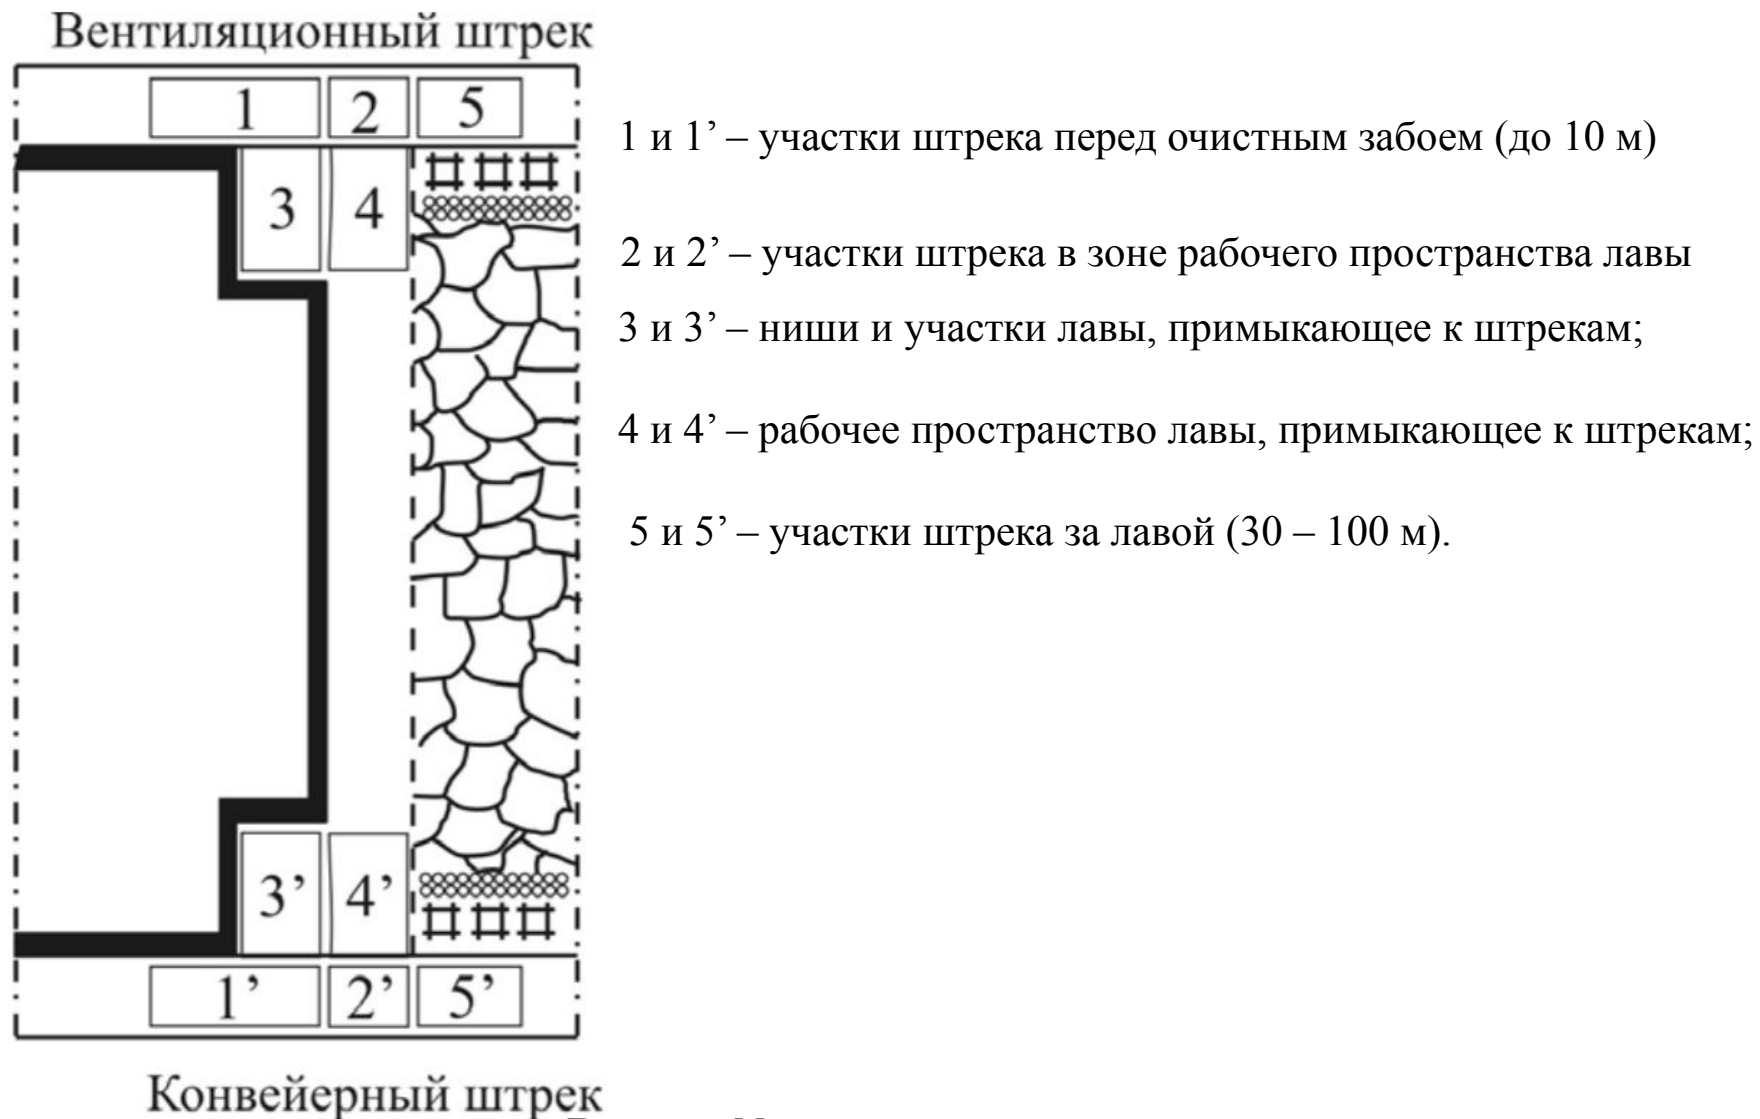 Вентиляционный штрек
1
2
5
1 и 1’ – участки штрека перед очистным забоем (до 10 м)
3
4
2 и 2’ – участки штрека в зоне рабочего пространства лавы
3 и 3’ – ниши и участки лавы, примыкающее к штрекам;
4 и 4’ – рабочее пространство лавы, примыкающее к штрекам;
5 и 5’ – участки штрека за лавой (30 – 100 м).
3’
4’
1’
2’
5’
Конвейерный штрек